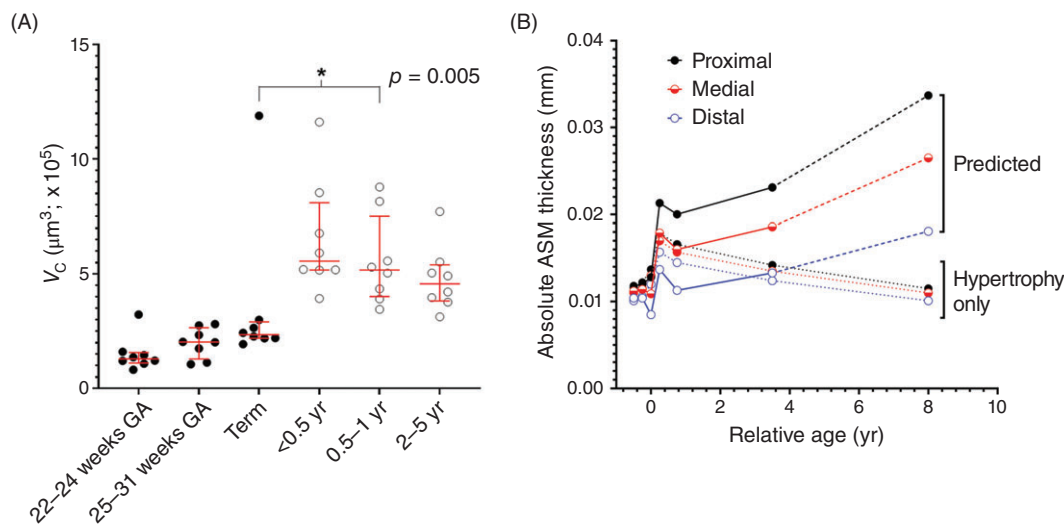 (A)
15
10
5
0
V_C (μm³; x 10⁵)
*
p = 0.005
22–24 weeks GA
25–31 weeks GA
Term
<0.5 yr
0.5–1 yr
2–5 yr
(B)
0.04
0.03
0.02
0.01
0.00
Absolute ASM thickness (mm)
Proximal
Medial
Distal
Predicted
Hypertrophy
only
0 2 4 6 8 10
Relative age (yr)